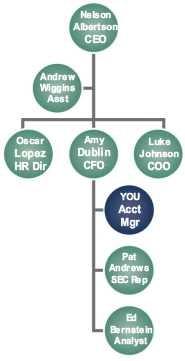 Nelson
Albertson
CEO
Andrew
Wiggins
Asst
Oscar
Lopez
HR Dir
Amy
Dublin
CFO
Luke
Johnson
COO
YOU
Acct
Mgr
Pat
Andrews
SEC Rep
Ed
Bernstein
Analyst